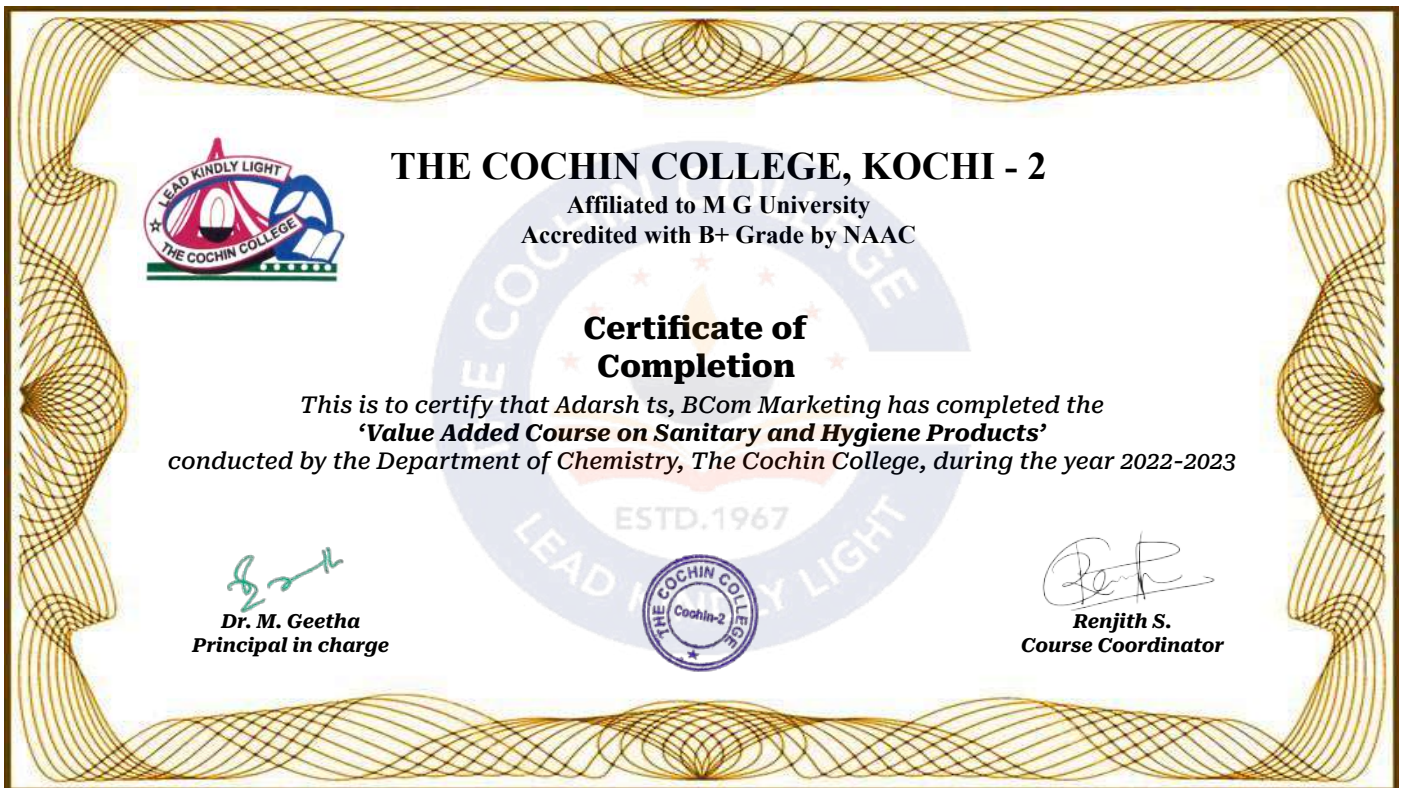 LEAD KINDLY LIGHT
THE COCHIN COLLEGE
THE COCHIN COLLEGE, KOCHI - 2
Affiliated to M G University
Accredited with B+ Grade by NAAC
THE COCHIN COLLEGE
Certificate of
Completion
This is to certify that Adarsh ts, BCom Marketing has completed the
‘Value Added Course on Sanitary and Hygiene Products’
conducted by the Department of Chemistry, The Cochin College, during the year 2022-2023
ESTD.1967
LEAD KINDLY LIGHT
THE COCHIN COLLEGE
Cochin-2
Dr. M. Geetha
Principal in charge
Renjith S.
Course Coordinator